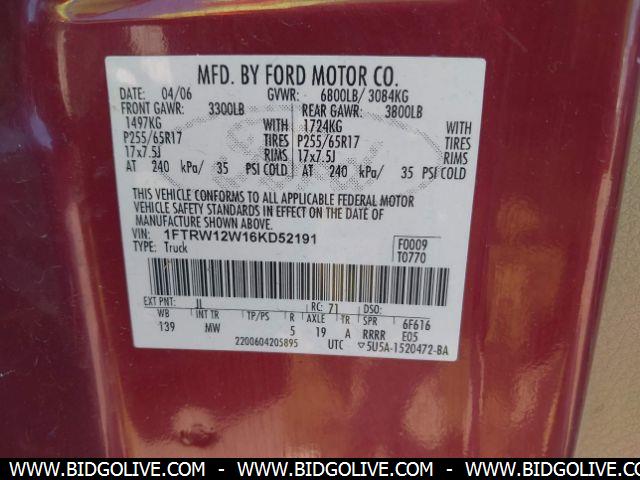 MFD. BY FORD MOTOR CO.
DATE: 04/06 GVWR: 6800LB/ 3084KG
FRONT GAWR: 3300LB REAR GAWR: 3800LB
1497KG WITH 1724KG WITH
P255/65R17 TIRES P255/65R17 TIRES
17x7.5J RIMS 17x7.5J RIMS
AT 240 kPa/ 35 PSI COLD AT 240 kPa/ 35 PSI COLD
THIS VEHICLE CONFORMS TO ALL APPLICABLE FEDERAL MOTOR
VEHICLE SAFETY STANDARDS IN EFFECT ON THE DATE OF
MANUFACTURE SHOWN ABOVE.
VIN: 1FTRW12W16KD52191 F0009
TYPE: Truck T0770
EXT PNT: JL RC: 71 DSO:
WB INT TR TP/PS R AXLE TR SPR 6F616
139 MW 5 19 A RRRR E05
2200604205895 UTC ▽5U5A-1520472-BA
WWW.BIDGOLIVE.COM - WWW.BIDGOLIVE.COM - WWW.BIDGOLIVE.COM